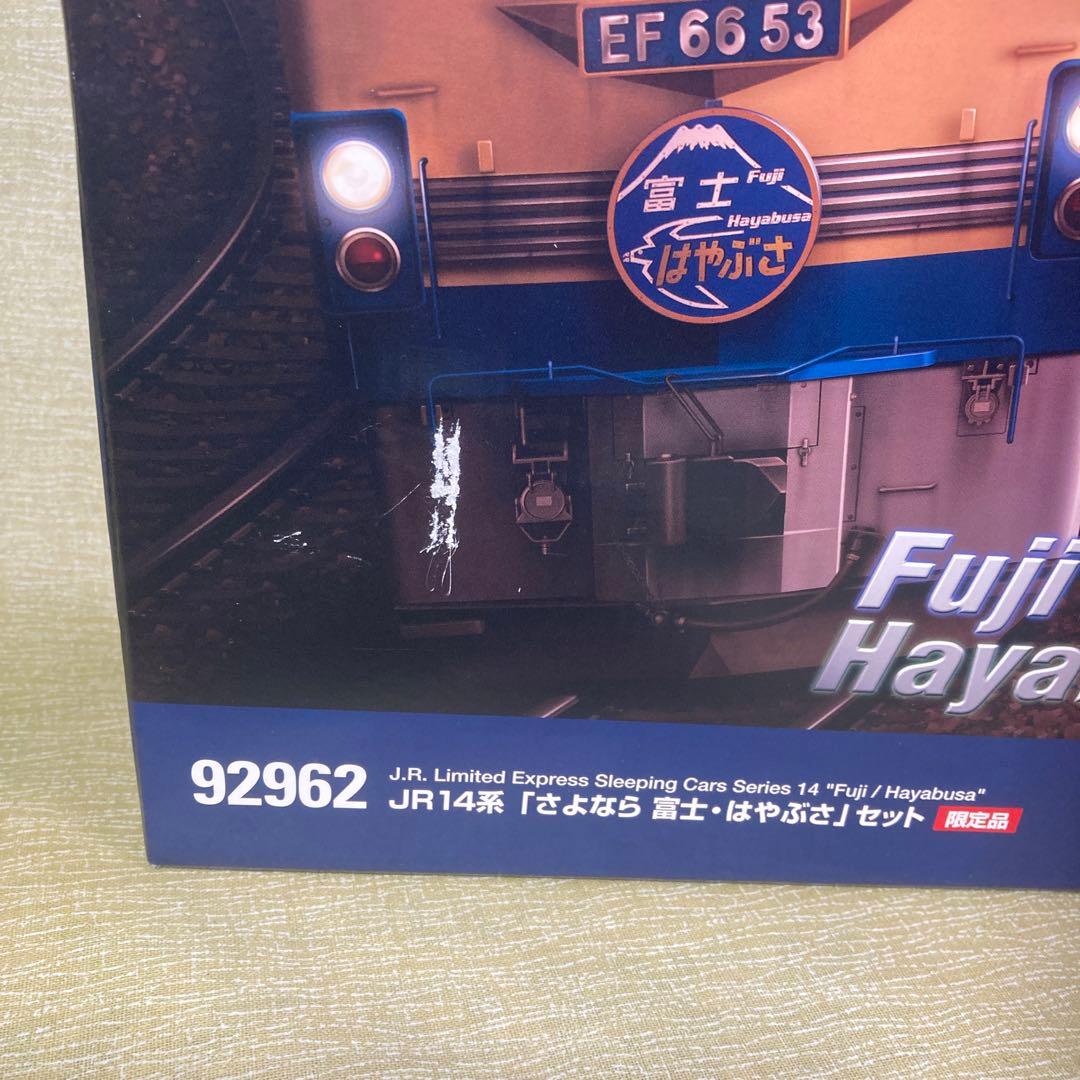 EF 66 53
富士 Fuji
Hayabusa
はやぶさ
Fuji
Haya
92962
J.R. Limited Express Sleeping Cars Series 14 "Fuji / Hayabusa"
JR14系「さよなら 富士・はやぶさ」セット 限定品